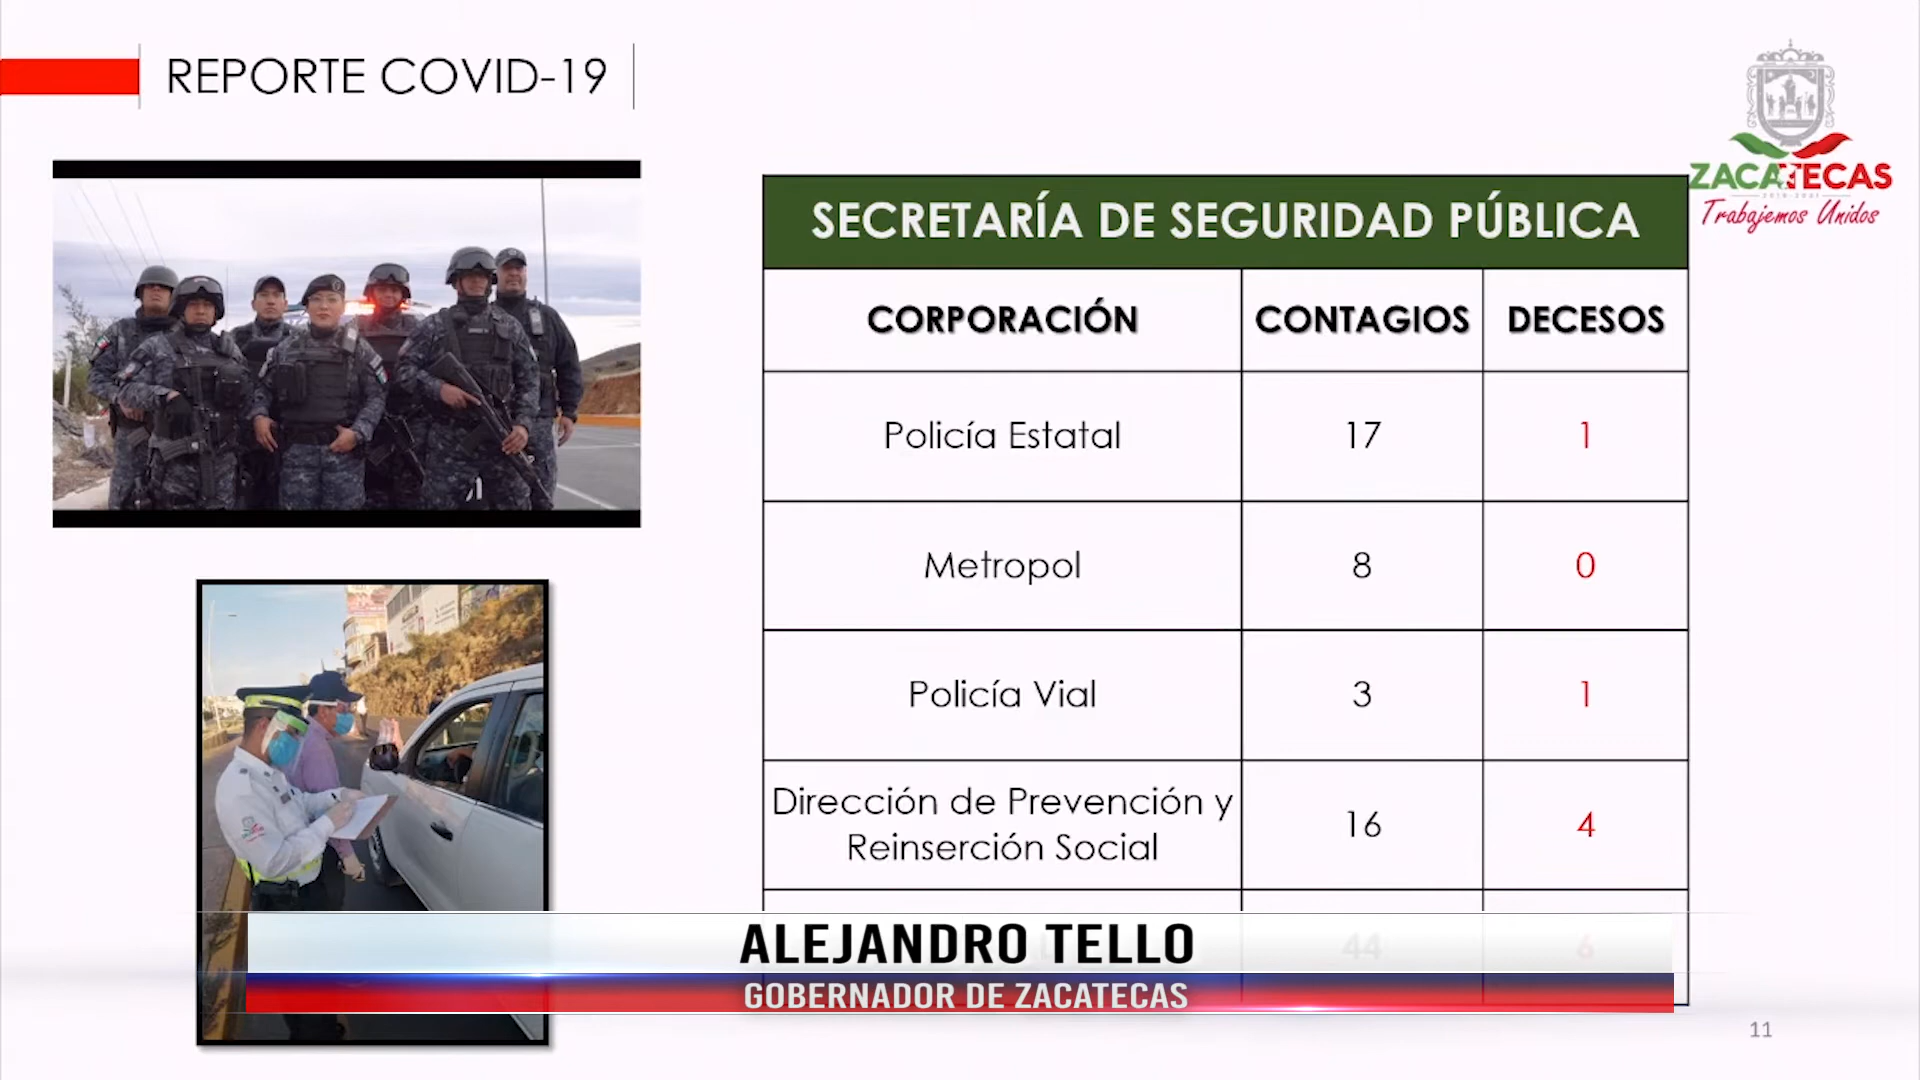 REPORTE COVID-19
ZACATECAS
Trabajemos Unidos
SECRETARÍA DE SEGURIDAD PÚBLICA
CORPORACIÓN CONTAGIOS DECESOS
Policía Estatal 17 1
Metropol 8 0
Policía Vial 3 1
Dirección de Prevención y
Reinserción Social 16 4
44 6
ALEJANDRO TELLO
GOBERNADOR DE ZACATECAS
11